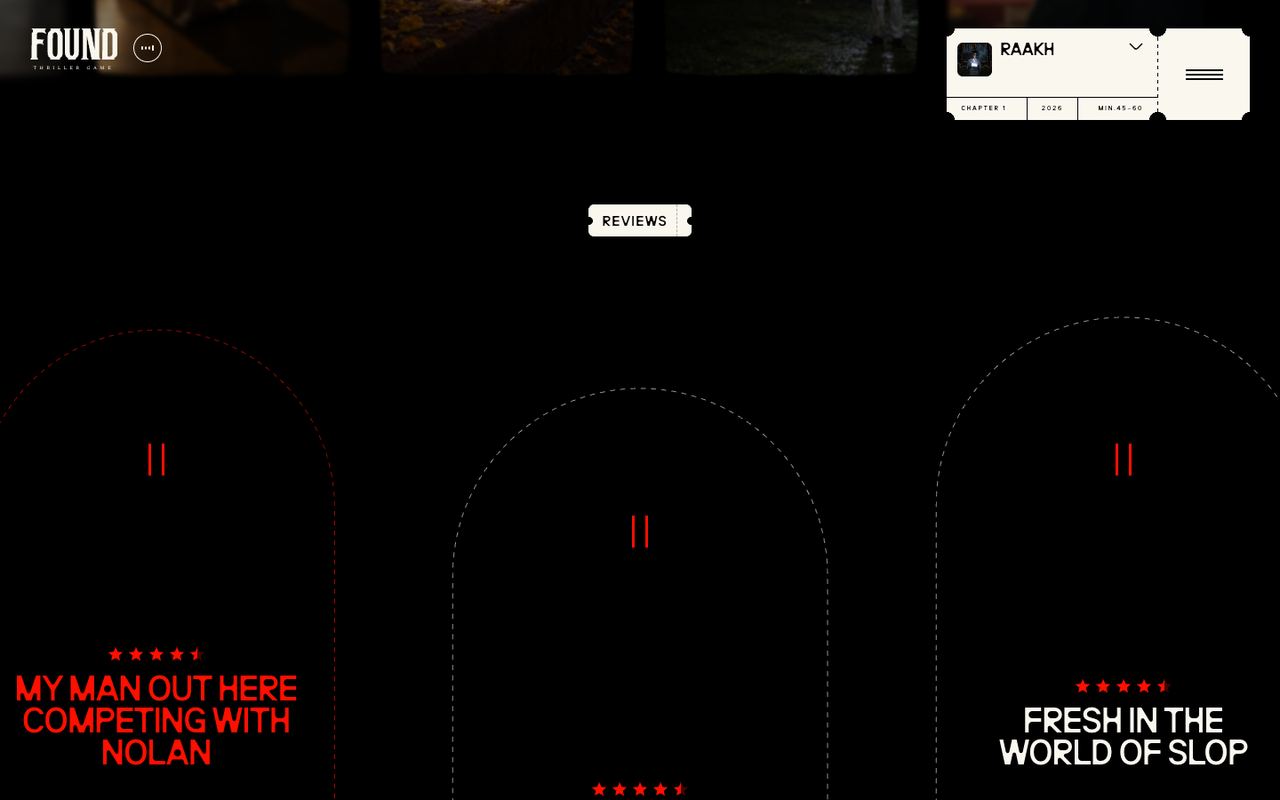 FOUND
THRILLER GAME
RAAKH
CHAPTER 1
2026
MIN.45-60
REVIEWS
MY MAN OUT HERE
COMPETING WITH
NOLAN
FRESH IN THE
WORLD OF SLOP